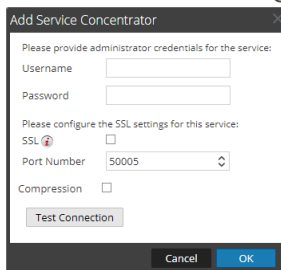 Add Service Concentrator
Please provide administrator credentials for the service:
Username
Password
Please configure the SSL settings for this service:
SSL
Port Number 50005
Compression
Test Connection
Cancel OK